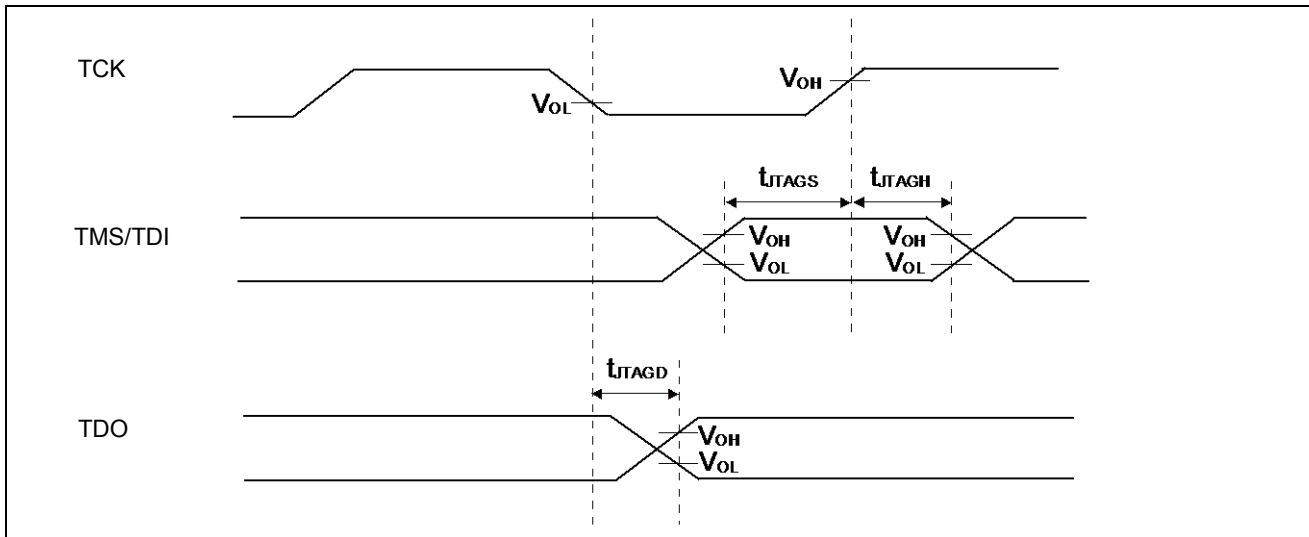 TCK
VOL
VOH
tJTAGS
tJTAGH
TMS/TDI
VOH
VOH
VOL
VOL
tJTAGD
TDO
VOH
VOL